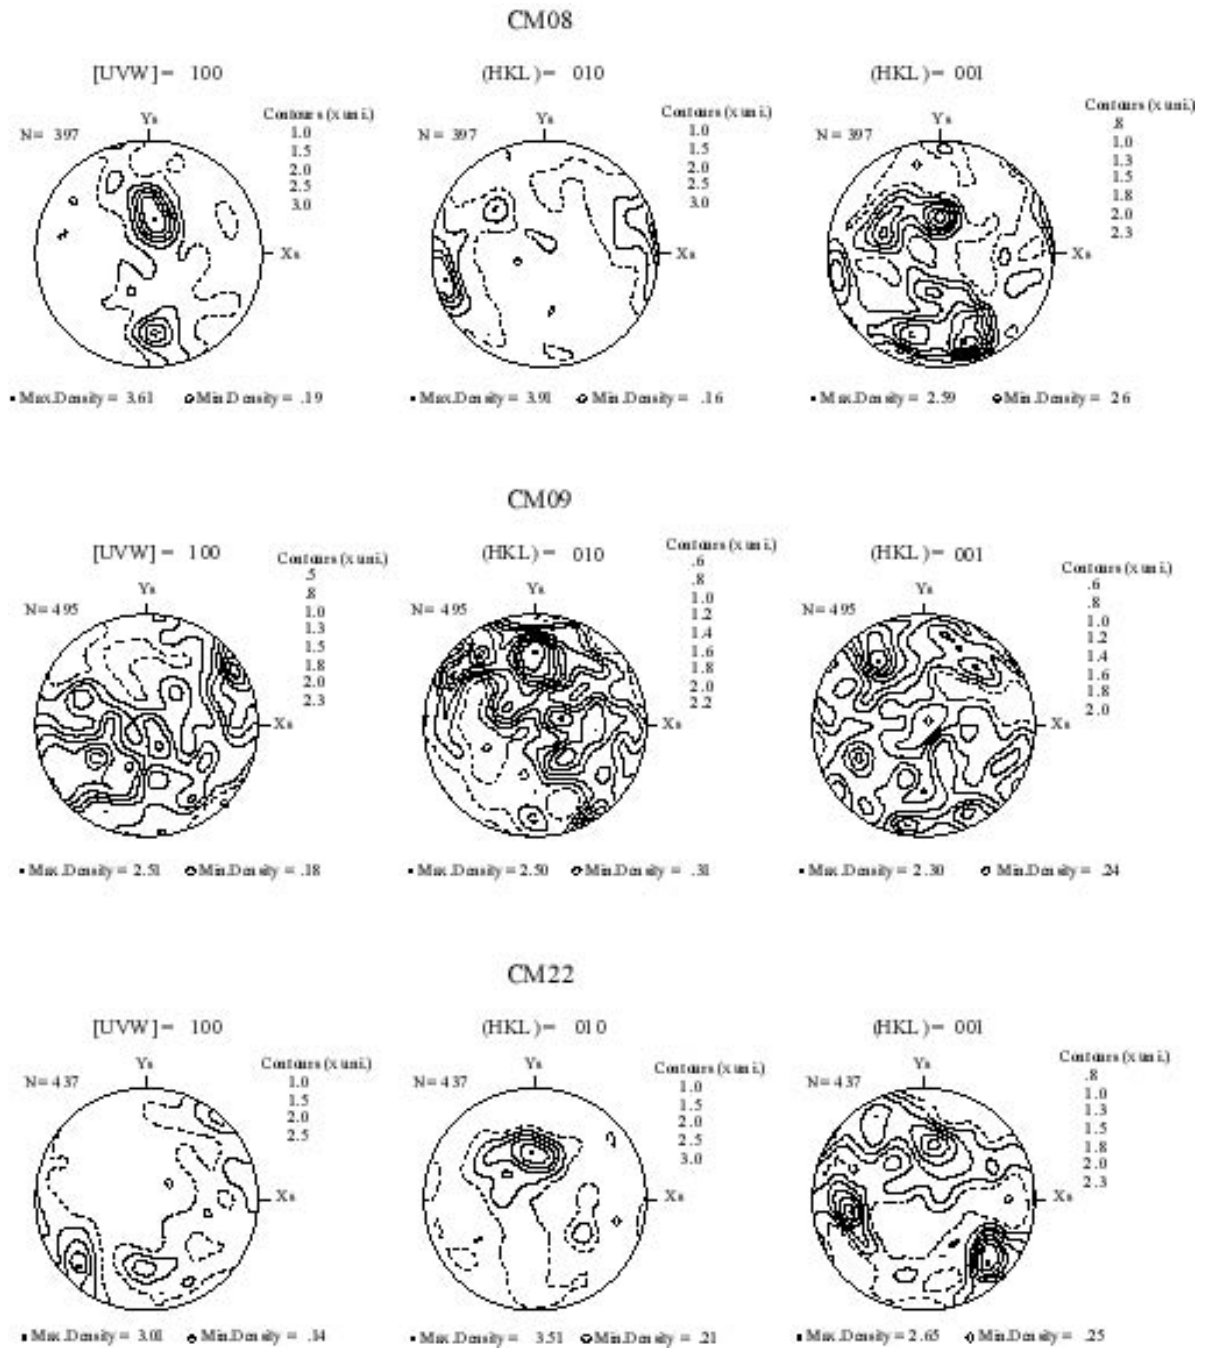 CM08
[UVW]= 100
(HKL)= 010
(HKL)= 001
Contours (x uni.)
1.0
1.5
2.0
2.5
3.0
N= 397
Ys
Xs
Contours (x uni.)
1.0
1.5
2.0
2.5
3.0
N= 397
Ys
Xs
Contours (x uni.)
.8
1.0
1.3
1.5
1.8
2.0
2.3
N= 397
Ys
Xs
Max.Density = 3.61 Min.Density = .19
Max.Density = 3.91 Min.Density = .16
Max.Density = 2.59 Min.Density = .26
CM09
[UVW]= 100
(HKL)= 010
(HKL)= 001
Contours (x uni.)
.5
.8
1.0
1.3
1.5
1.8
2.0
2.3
N= 495
Ys
Xs
Contours (x uni.)
.6
.8
1.0
1.2
1.4
1.6
1.8
2.0
2.2
N= 495
Ys
Xs
Contours (x uni.)
.6
.8
1.0
1.2
1.4
1.6
1.8
2.0
N= 495
Ys
Xs
Max.Density = 2.51 Min.Density = .18
Max.Density = 2.50 Min.Density = .31
Max.Density = 2.30 Min.Density = .24
CM22
[UVW]= 100
(HKL)= 010
(HKL)= 001
Contours (x uni.)
1.0
1.5
2.0
2.5
N= 437
Ys
Xs
Contours (x uni.)
1.0
1.5
2.0
2.5
3.0
N= 437
Ys
Xs
Contours (x uni.)
.8
1.0
1.3
1.5
1.8
2.0
2.3
N= 437
Ys
Xs
Max.Density = 3.01 Min.Density = .14
Max.Density = 3.51 Min.Density = .21
Max.Density = 2.65 Min.Density = .25